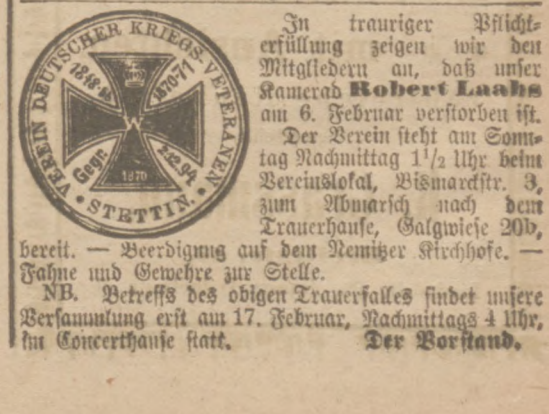 VEREIN DEUTSCHER KRIEGS-VETERANEN
• STETTIN. •
1848-64
1870-71
W
Gegr.
2.12.94
1870
In trauriger Pflicht-
erfüllung zeigen wir den
Mitgliedern an, daß unser
Kamerad Robert Laabs
am 6. Februar verstorben ist.
Der Verein steht am Sonn-
tag Nachmittag 1 1/2 Uhr beim
Vereinslokal, Bismarckstr. 3,
zum Abmarsch nach dem
Trauerhause, Galgwiese 20b,
bereit. — Beerdigung auf dem Nemitzer Kirchhofe. —
Fahne und Gewehre zur Stelle.
NB. Betreffs des obigen Trauerfalles findet unsere
Versammlung erst am 17. Februar, Nachmittags 4 Uhr,
im Concerthause statt. Der Vorstand.